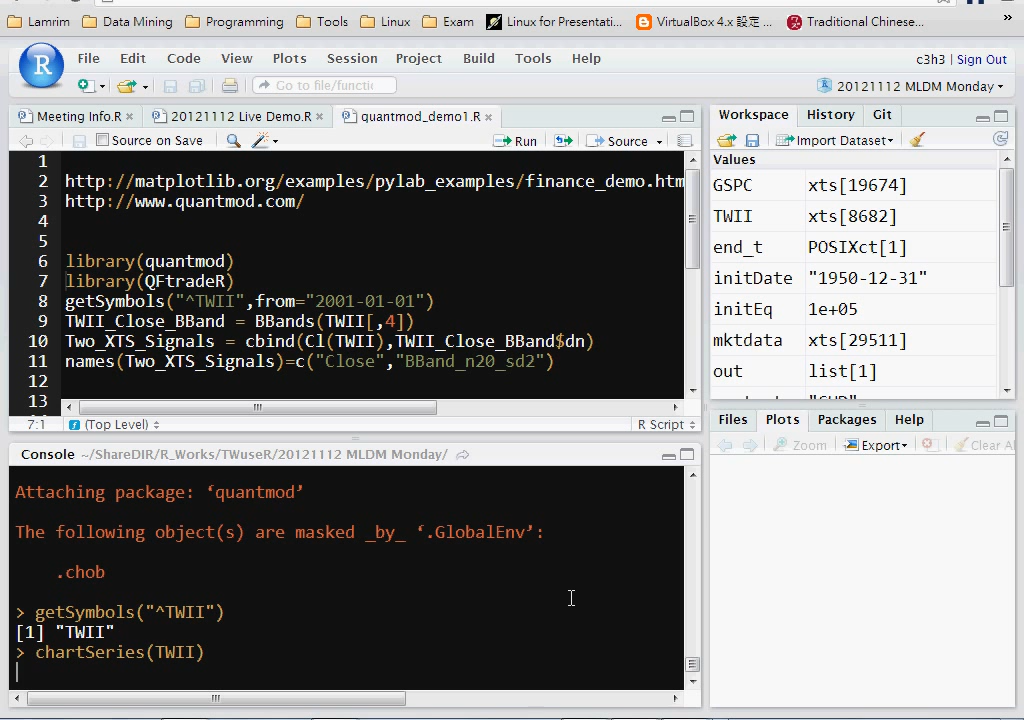 Lamrim Data Mining Programming Tools Linux Exam Linux for Presentati... VirtualBox 4.x 設定 ... Traditional Chinese... »
R File Edit Code View Plots Session Project Build Tools Help c3h3 | Sign Out
Go to file/functic 20121112 MLDM Monday
Meeting Info.R × 20121112 Live Demo.R × quantmod_demo1.R ×
Source on Save Run Source
1
2 http://matplotlib.org/examples/pylab_examples/finance_demo.htm
3 http://www.quantmod.com/
4
5
6 library(quantmod)
7 library(QFtradeR)
8 getSymbols("^TWII",from="2001-01-01")
9 TWII_Close_BBand = BBands(TWII[,4])
10 Two_XTS_Signals = cbind(Cl(TWII),TWII_Close_BBand$dn)
11 names(Two_XTS_Signals)=c("Close","BBand_n20_sd2")
12
13
7:1 (Top Level) R Script
Console ~/ShareDIR/R_Works/TWuseR/20121112 MLDM Monday/
Attaching package: ‘quantmod’
The following object(s) are masked _by_ ‘.GlobalEnv’:
.chob
> getSymbols("^TWII")
[1] "TWII"
> chartSeries(TWII)
Workspace History Git
Import Dataset
Values
GSPC xts[19674]
TWII xts[8682]
end_t POSIXct[1]
initDate "1950-12-31"
initEq 1e+05
mktdata xts[29511]
out list[1]
Files Plots Packages Help
Zoom Export Clear Al